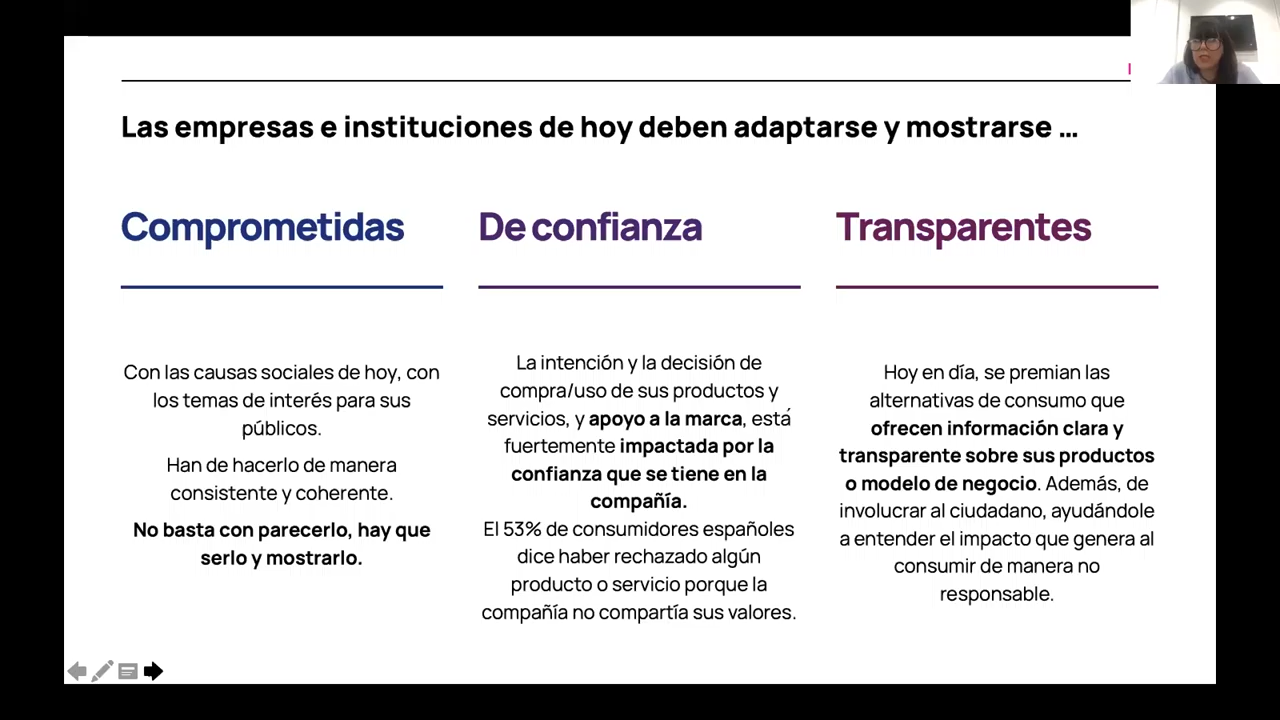 Las empresas e instituciones de hoy deben adaptarse y mostrarse ...
Comprometidas
Con las causas sociales de hoy, con
los temas de interés para sus
públicos.
Han de hacerlo de manera
consistente y coherente.
No basta con parecerlo, hay que
serlo y mostrarlo.
De confianza
La intención y la decisión de
compra/uso de sus productos y
servicios, y apoyo a la marca, está
fuertemente impactada por la
confianza que se tiene en la
compañía.
El 53% de consumidores españoles
dice haber rechazado algún
producto o servicio porque la
compañía no compartía sus valores.
Transparentes
Hoy en día, se premian las
alternativas de consumo que
ofrecen información clara y
transparente sobre sus productos
o modelo de negocio. Además, de
involucrar al ciudadano, ayudándole
a entender el impacto que genera al
consumir de manera no
responsable.